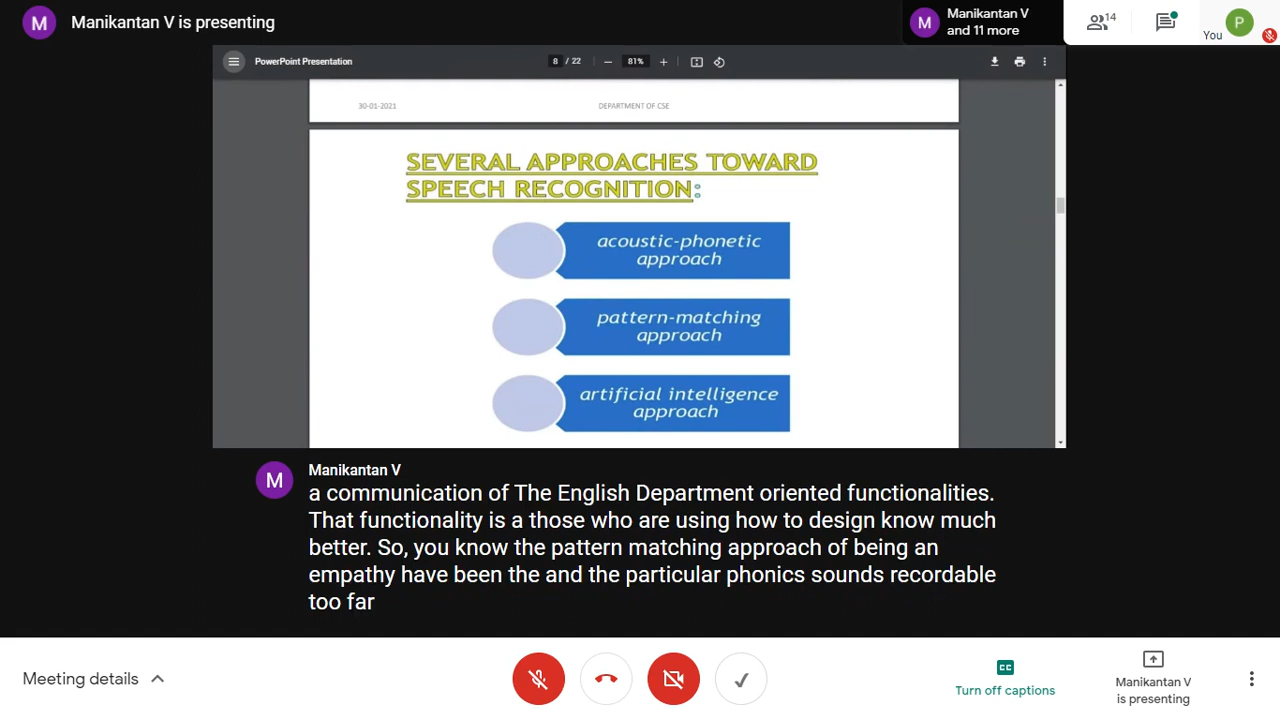 M Manikantan V is presenting
M Manikantan V
and 11 more
14
You
P
PowerPoint Presentation
8 / 22
81%
30-01-2021 DEPARTMENT OF CSE
SEVERAL APPROACHES TOWARD
SPEECH RECOGNITION:
acoustic-phonetic
approach
pattern-matching
approach
artificial intelligence
approach
M Manikantan V
a communication of The English Department oriented functionalities.
That functionality is a those who are using how to design know much
better. So, you know the pattern matching approach of being an
empathy have been the and the particular phonics sounds recordable
too far
Meeting details
CC
Turn off captions
Manikantan V
is presenting